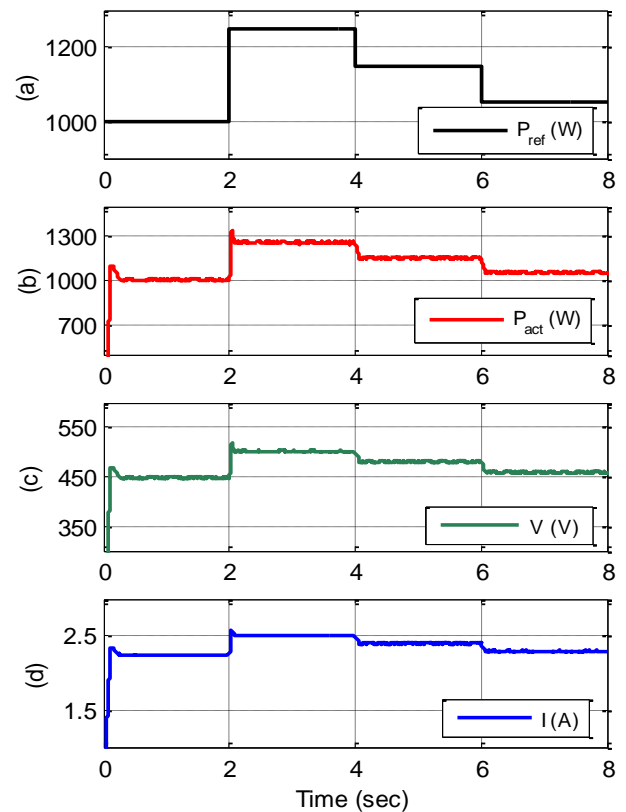 1200
1000
(a)
P_ref (W)
0 2 4 6 8
1300
1000
700
(b)
P_act (W)
0 2 4 6 8
550
450
350
(c)
V (V)
0 2 4 6 8
2.5
1.5
(d)
I (A)
0 2 4 6 8
Time (sec)